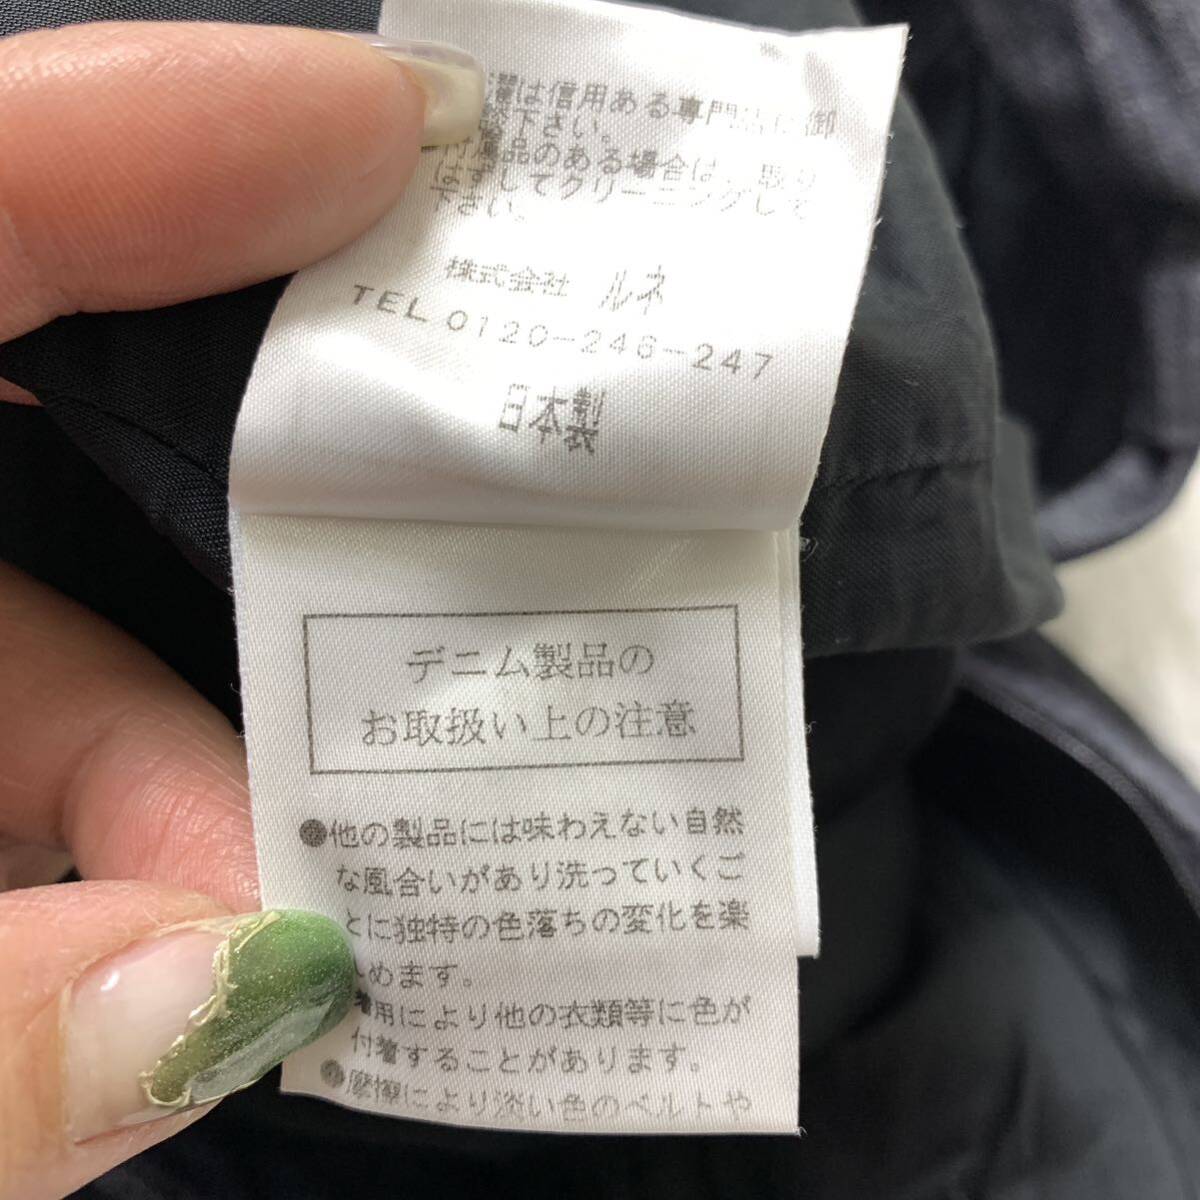 濯は信用ある専門店に御
下さい。
付属品のある場合は、取り
はずしてクリーニングして
下さい。
株式会社 ルネ
TEL 0120-246-247
日本製
デニム製品の
お取扱い上の注意
●他の製品には味わえない自然
な風合いがあり洗っていくご
とに独特の色落ちの変化を楽
しめます。
着用により他の衣類等に色が
付着することがあります。
●摩擦により淡い色のベルトや